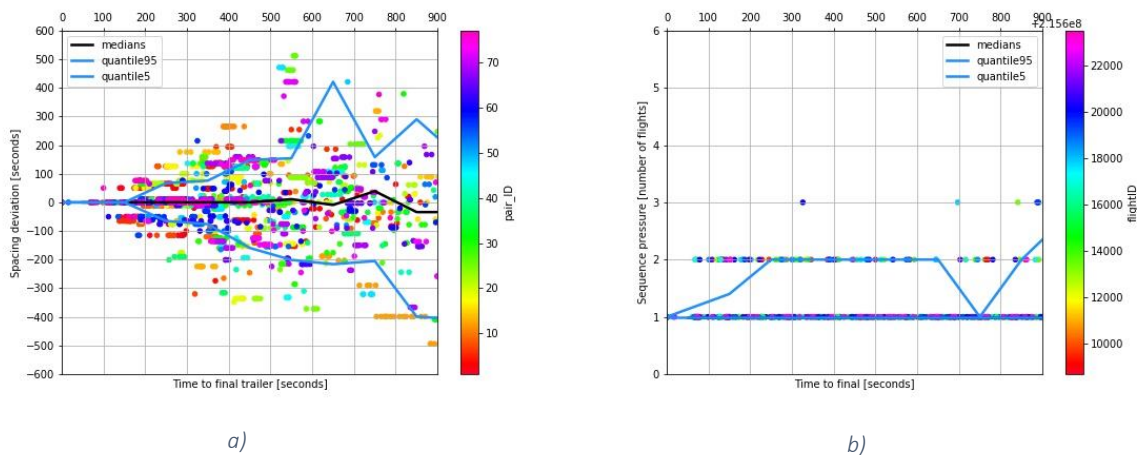 0 100 200 300 400 500 600 700 800 900
600
500
400
300
200
100
0
−100
−200
−300
−400
−500
−600
Spacing deviation [seconds]
medians
quantile95
quantile5
Time to final trailer [seconds]
70
60
50
40
30
20
10
pair_ID
a)
0 100 200 300 400 500 600 700 800 900
+2.156e8
6
5
4
3
2
1
0
Sequence pressure [number of flights]
medians
quantile95
quantile5
Time to final [seconds]
22000
20000
18000
16000
14000
12000
10000
flightID
b)